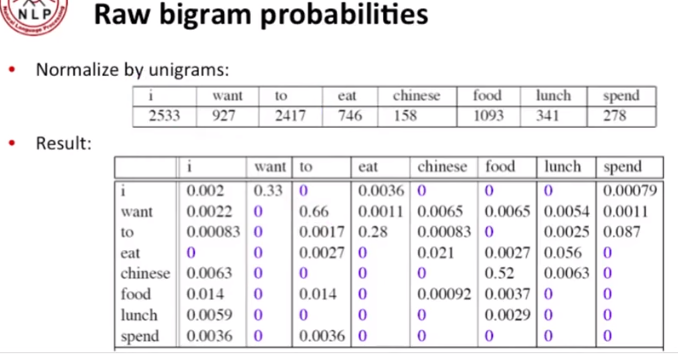 NLP
Raw bigram probabilities
• Normalize by unigrams:
i want to eat chinese food lunch spend
2533 927 2417 746 158 1093 341 278
• Result:
i want to eat chinese food lunch spend
i 0.002 0.33 0 0.0036 0 0 0 0.00079
want 0.0022 0 0.66 0.0011 0.0065 0.0065 0.0054 0.0011
to 0.00083 0 0.0017 0.28 0.00083 0 0.0025 0.087
eat 0 0 0.0027 0 0.021 0.0027 0.056 0
chinese 0.0063 0 0 0 0 0.52 0.0063 0
food 0.014 0 0.014 0 0.00092 0.0037 0 0
lunch 0.0059 0 0 0 0 0.0029 0 0
spend 0.0036 0 0.0036 0 0 0 0 0